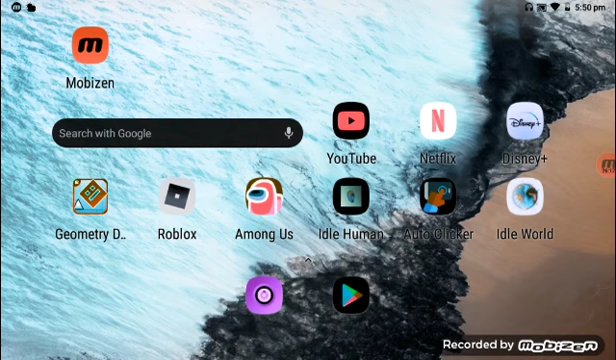 5:50 pm
Mobizen
Search with Google
YouTube
Netflix
Disney+
Geometry D..
Roblox
Among Us
Idle Human
Auto Clicker
Idle World
Recorded by mobizen